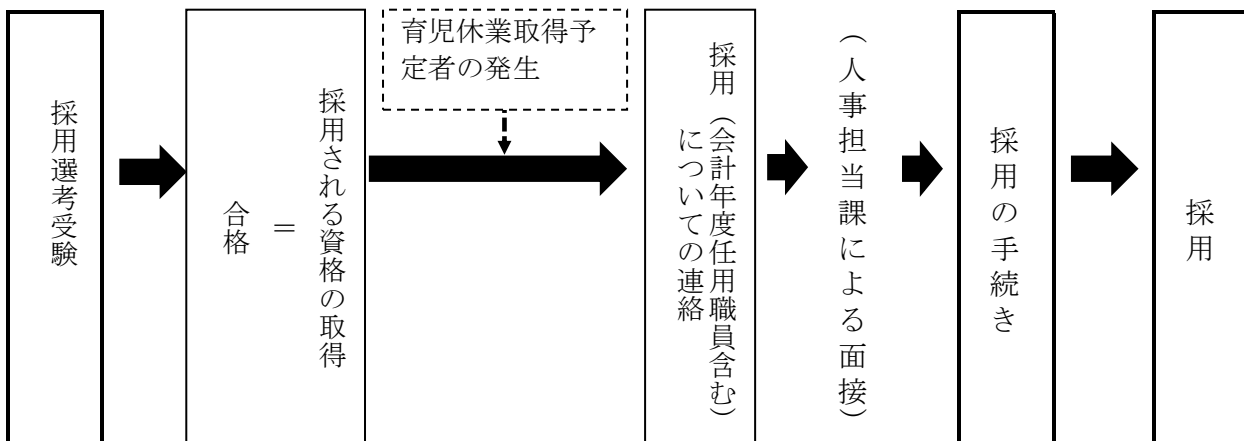 採用選考受験
合格
＝
採用される資格の取得
育児休業取得予
定者の発生
採用（会計年度任用職員含む）
についての連絡
（人事担当課による面接）
採用の手続き
採用